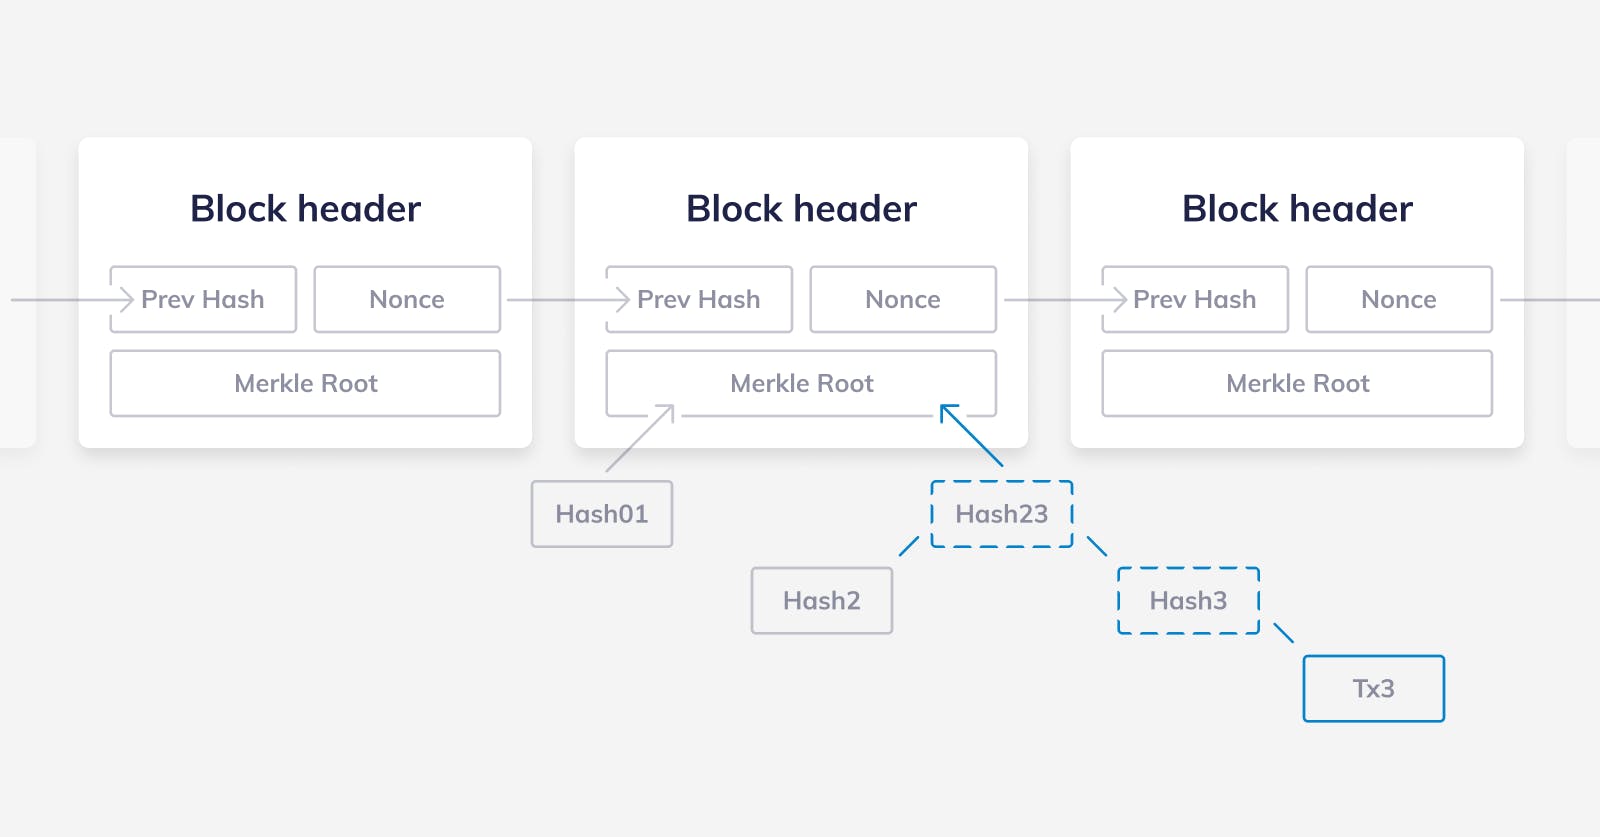 Block header
Prev Hash
Nonce
Merkle Root
Block header
Prev Hash
Nonce
Merkle Root
Block header
Prev Hash
Nonce
Merkle Root
Hash01
Hash23
Hash2
Hash3
Tx3